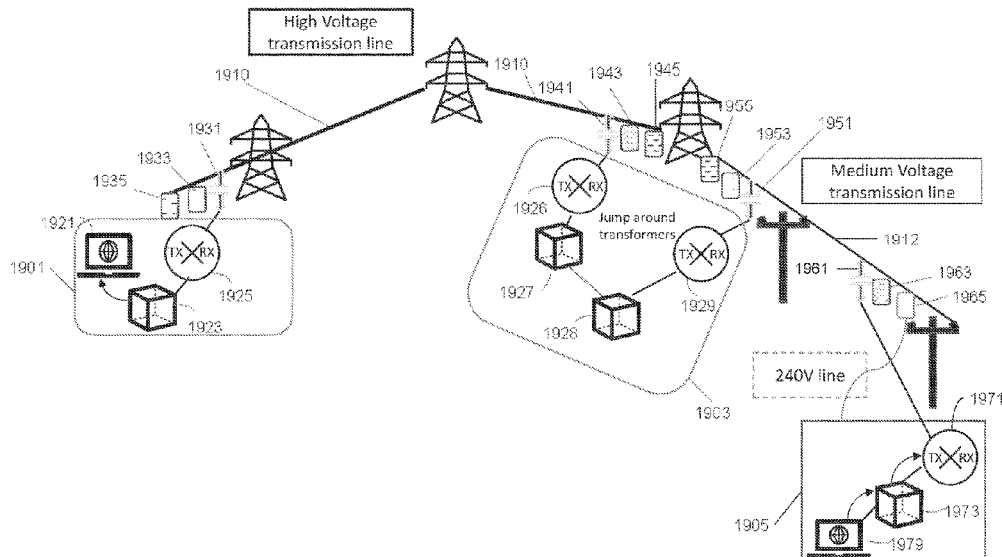 High Voltage
transmission line
1910
1910
1941
1943
1945
1955
1953
1951
1931
1933
1935
Medium Voltage
transmission line
1921
1901
TX RX
1925
1923
TX RX
1926
Jump around
transformers
TX RX
1927
1929
1928
1903
1912
1961
1963
1965
240V line
1971
TX RX
1973
1905
1979